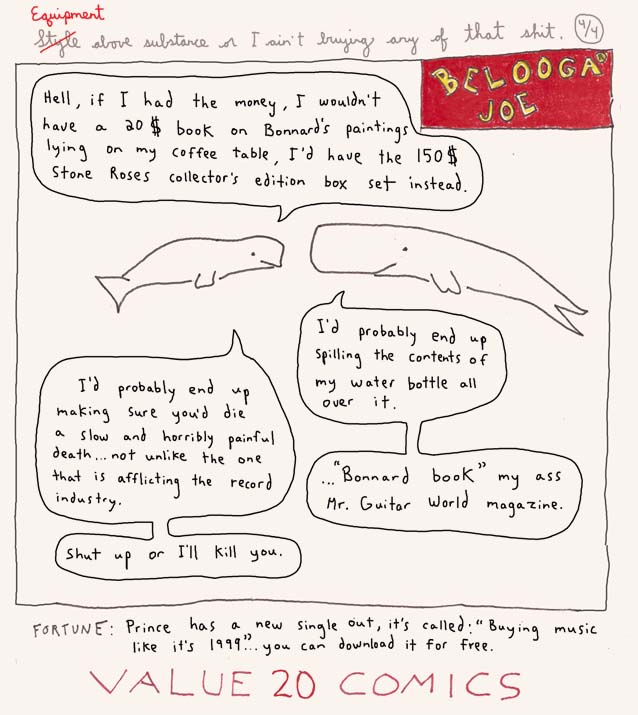 Equipment
Style above substance or I ain't buying any of that shit. 4/4
BELOOGA JOE
Hell, if I had the money, I wouldn't
have a 20$ book on Bonnard's paintings
lying on my coffee table, I'd have the 150$
Stone Roses collector's edition box set instead.
I'd probably end up
spilling the contents of
my water bottle all
over it.
..."Bonnard book" my ass
Mr. Guitar World magazine.
I'd probably end up
making sure you'd die
a slow and horribly painful
death...not unlike the one
that is afflicting the record
industry.
Shut up or I'll kill you.
FORTUNE: Prince has a new single out, it's called: "Buying music
like it's 1999"... you can download it for free.
VALUE 20 COMICS